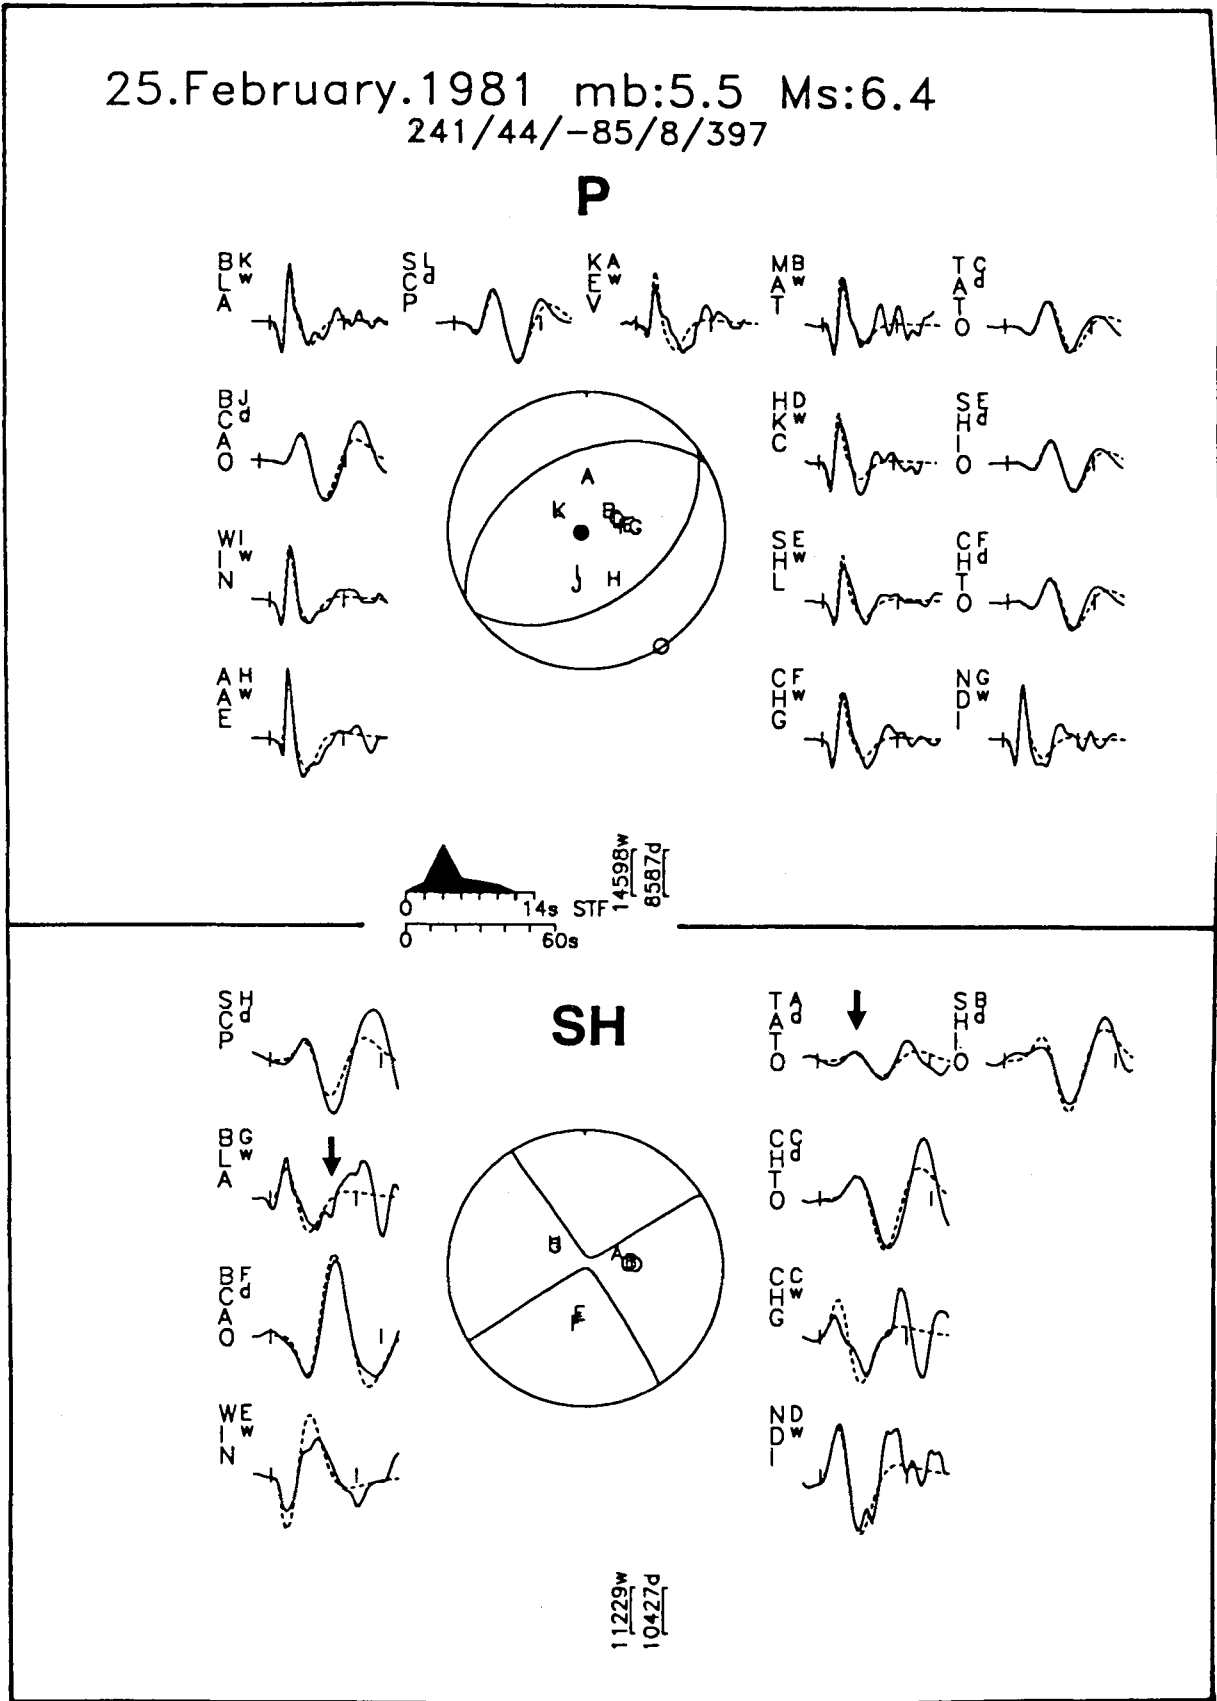 25.February.1981 mb:5.5 Ms:6.4
241/44/-85/8/397
P
BLA K w
SCP L d
KEV A w
MAT B w
TATO C d
BCAO J d
HKC D w
SHIO E d
WIN I w
SHL E w
CHTO F d
AAE H w
CHG F w
NDI G w
A
K B G
J H
0 14s STF
14598w
8587d
0 60s
SH
SCP H d
TATO A d
SHIO B d
BLA G w
CHTO C d
BCAO F d
CHG C w
WIN E w
NDI D w
A
F
11229w
10427d